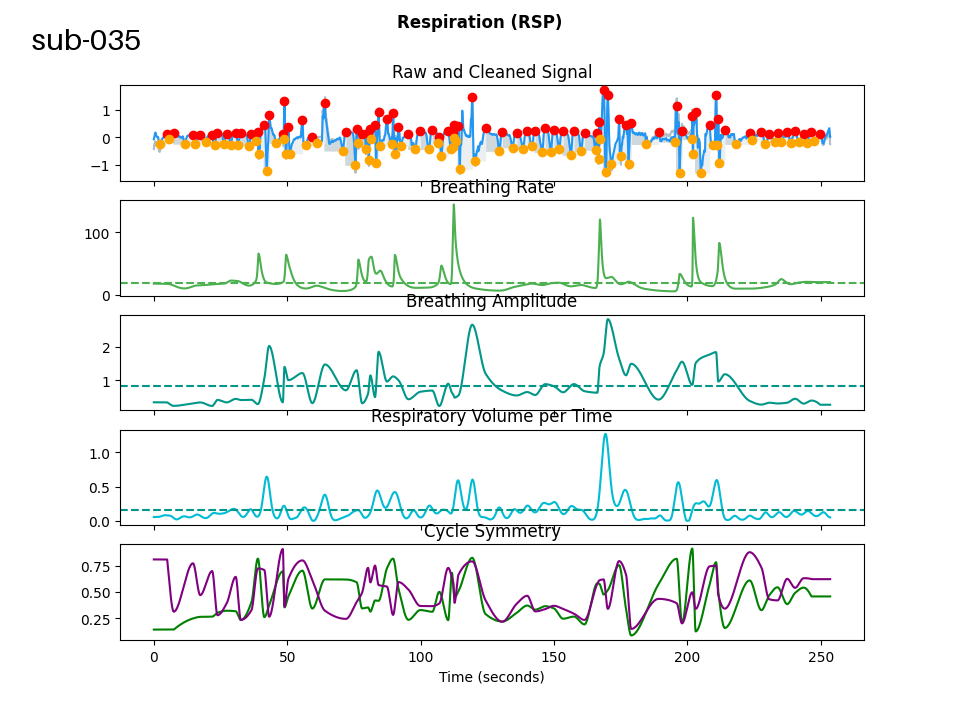 Respiration (RSP)
sub-035
Raw and Cleaned Signal
1
0
−1
Breathing Rate
100
0
Breathing Amplitude
2
1
Respiratory Volume per Time
1.0
0.5
0.0
Cycle Symmetry
0.75
0.50
0.25
0 50 100 150 200 250
Time (seconds)